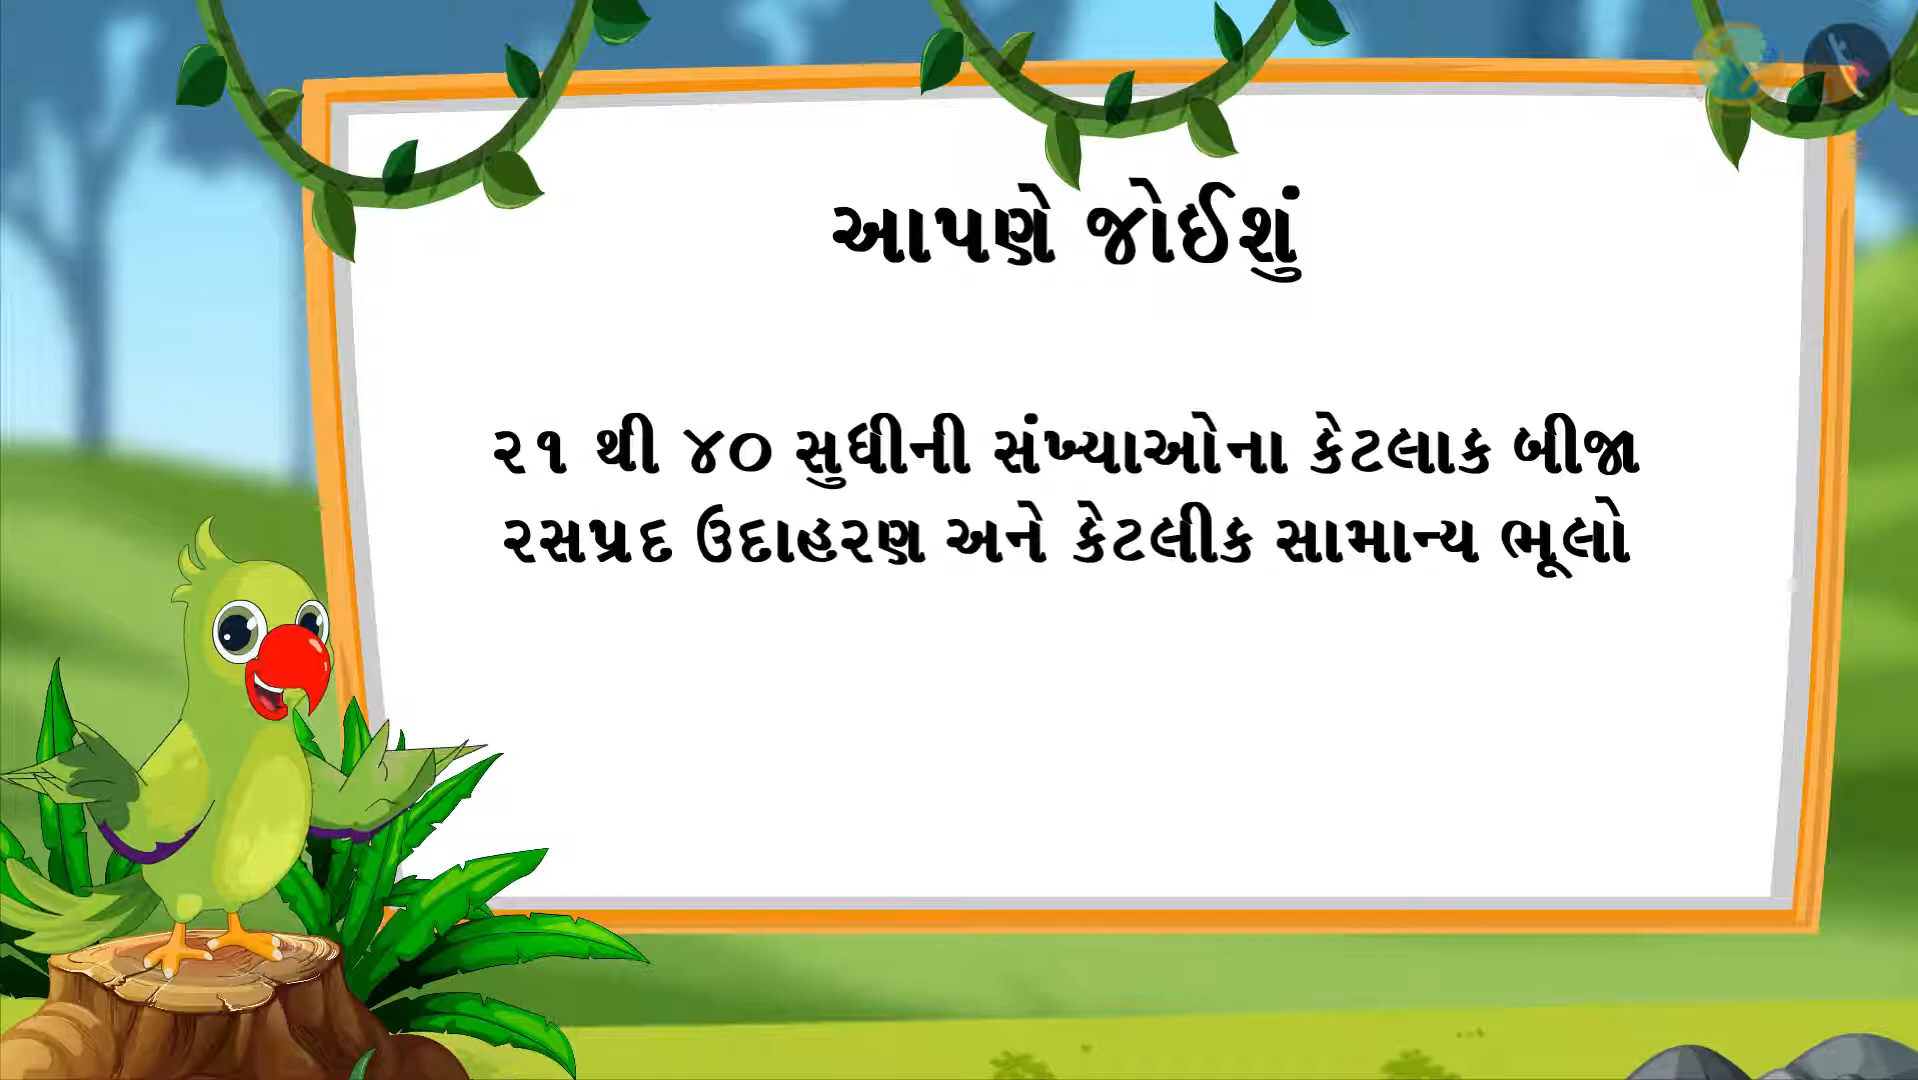 આપણે જોઈશું
૨૧ થી ૪૦ સુધીની સંખ્યાઓના કેટલાક બીજા
રસપ્રદ ઉદાહરણ અને કેટલીક સામાન્ય ભૂલો